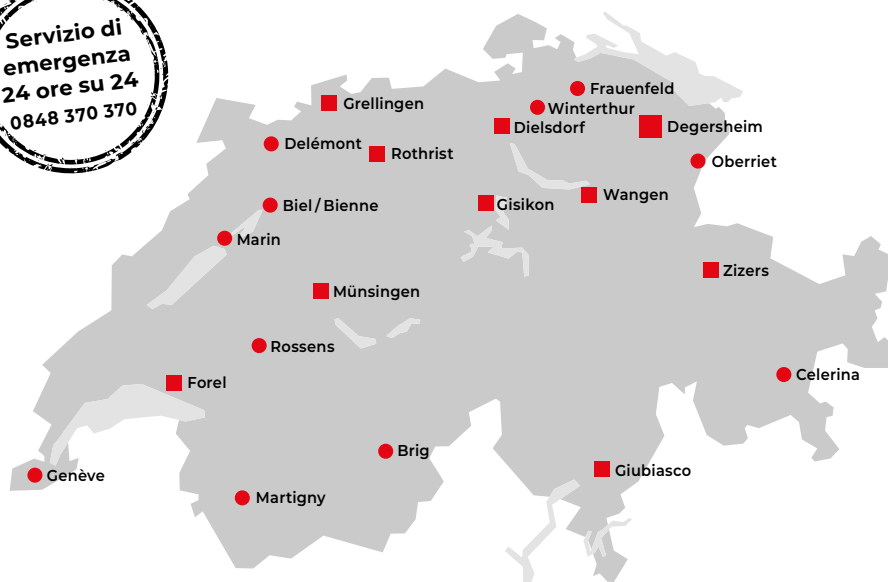 Servizio di
emergenza
24 ore su 24
0848 370 370
Frauenfeld
Grellingen
Winterthur
Dielsdorf
Degersheim
Delémont
Rothrist
Oberriet
Wangen
Biel / Bienne
Gisikon
Marin
Zizers
Münsingen
Rossens
Celerina
Forel
Brig
Giubiasco
Genève
Martigny